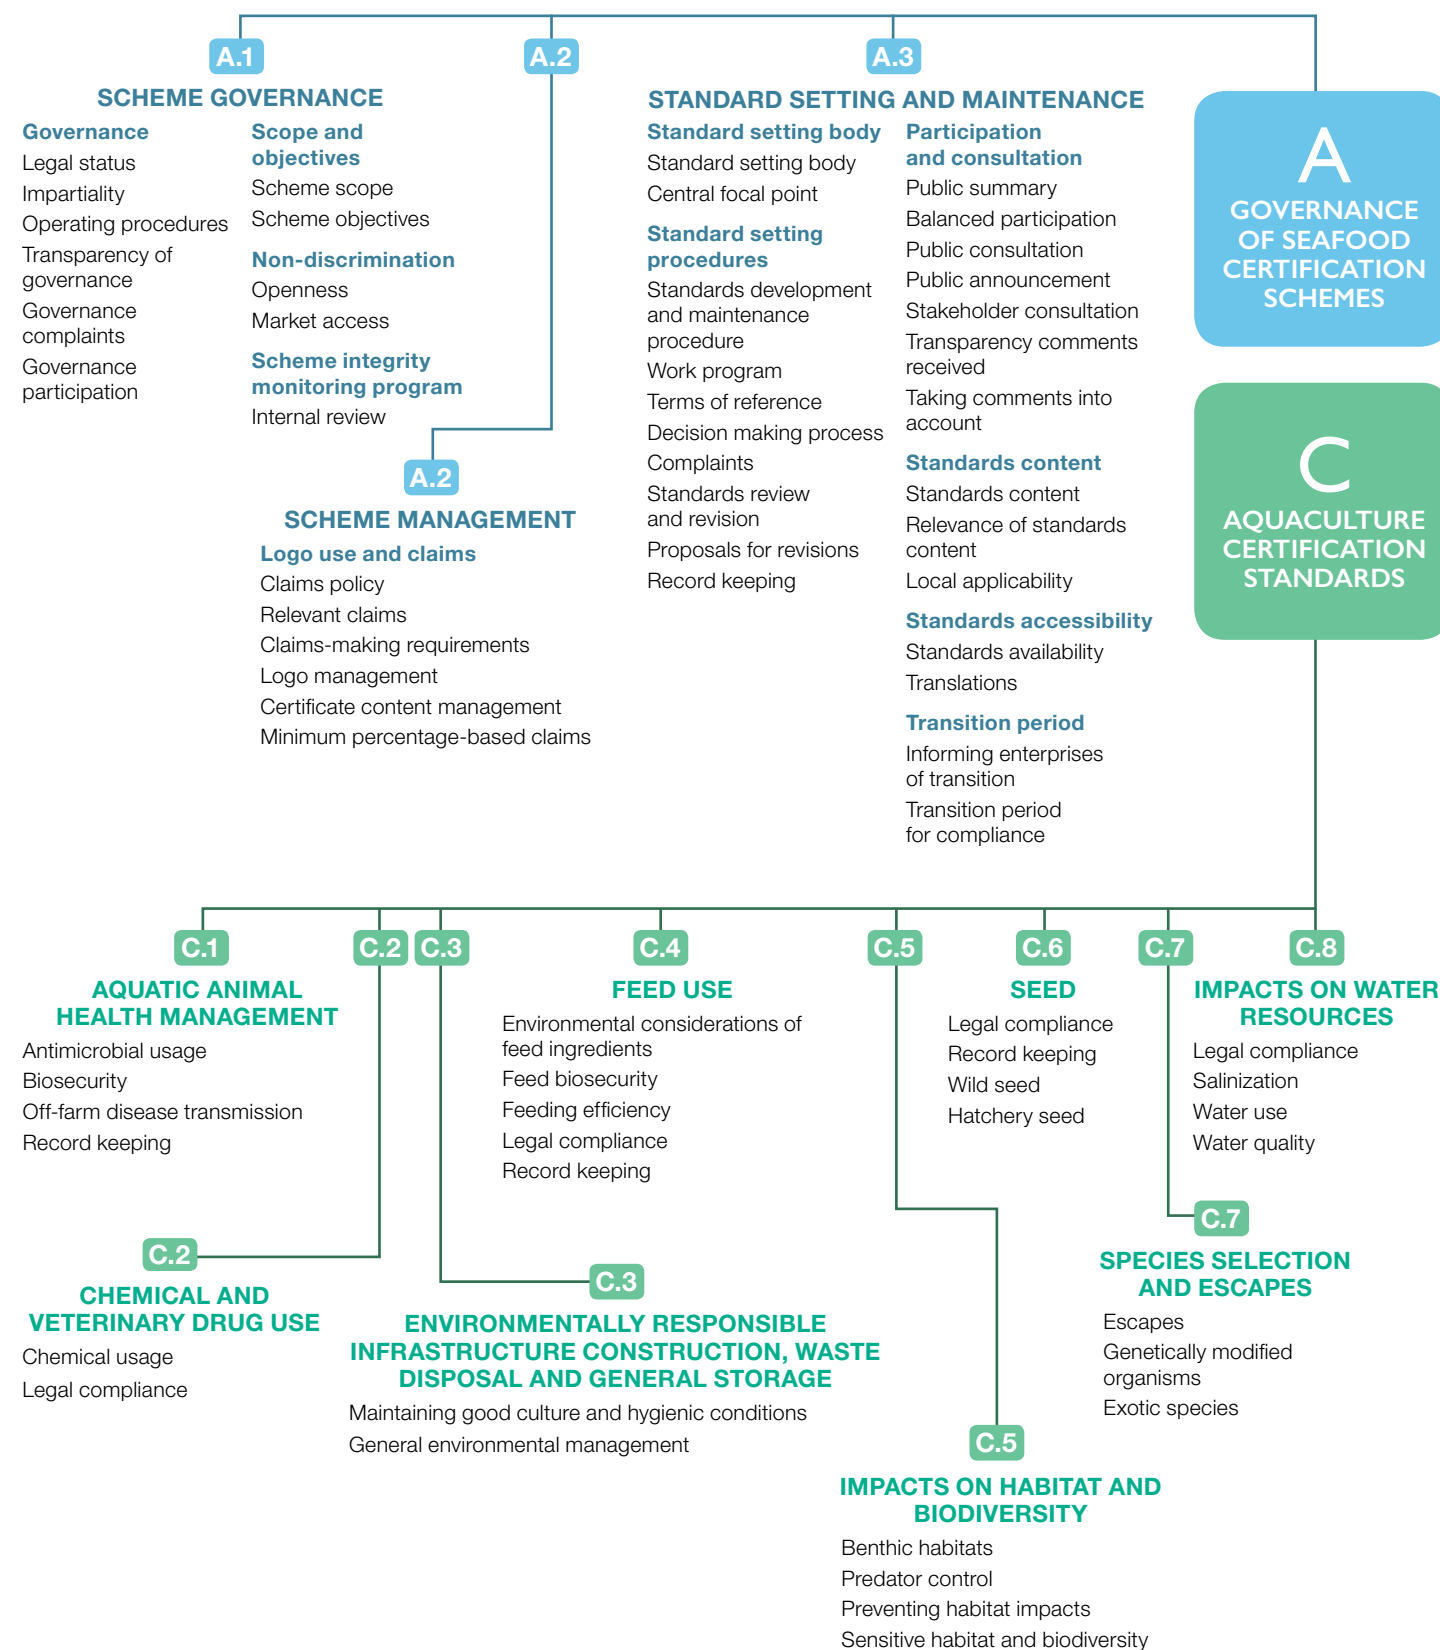 A.1
SCHEME GOVERNANCE
Governance
Legal status
Impartiality
Operating procedures
Transparency of
governance
Governance
complaints
Governance
participation
Scope and
objectives
Scheme scope
Scheme objectives
Non-discrimination
Openness
Market access
Scheme integrity
monitoring program
Internal review
A.2
A.2
SCHEME MANAGEMENT
Logo use and claims
Claims policy
Relevant claims
Claims-making requirements
Logo management
Certificate content management
Minimum percentage-based claims
A.3
STANDARD SETTING AND MAINTENANCE
Standard setting body
Standard setting body
Central focal point
Standard setting
procedures
Standards development
and maintenance
procedure
Work program
Terms of reference
Decision making process
Complaints
Standards review
and revision
Proposals for revisions
Record keeping
Participation
and consultation
Public summary
Balanced participation
Public consultation
Public announcement
Stakeholder consultation
Transparency comments
received
Taking comments into
account
Standards content
Standards content
Relevance of standards
content
Local applicability
Standards accessibility
Standards availability
Translations
Transition period
Informing enterprises
of transition
Transition period
for compliance
A
GOVERNANCE
OF SEAFOOD
CERTIFICATION
SCHEMES
C
AQUACULTURE
CERTIFICATION
STANDARDS
C.1
AQUATIC ANIMAL
HEALTH MANAGEMENT
Antimicrobial usage
Biosecurity
Off-farm disease transmission
Record keeping
C.2
C.2
CHEMICAL AND
VETERINARY DRUG USE
Chemical usage
Legal compliance
C.3
C.3
ENVIRONMENTALLY RESPONSIBLE
INFRASTRUCTURE CONSTRUCTION, WASTE
DISPOSAL AND GENERAL STORAGE
Maintaining good culture and hygienic conditions
General environmental management
C.4
FEED USE
Environmental considerations of
feed ingredients
Feed biosecurity
Feeding efficiency
Legal compliance
Record keeping
C.5
C.5
IMPACTS ON HABITAT AND
BIODIVERSITY
Benthic habitats
Predator control
Preventing habitat impacts
Sensitive habitat and biodiversity
C.6
SEED
Legal compliance
Record keeping
Wild seed
Hatchery seed
C.7
C.7
SPECIES SELECTION
AND ESCAPES
Escapes
Genetically modified
organisms
Exotic species
C.8
IMPACTS ON WATER
RESOURCES
Legal compliance
Salinization
Water use
Water quality